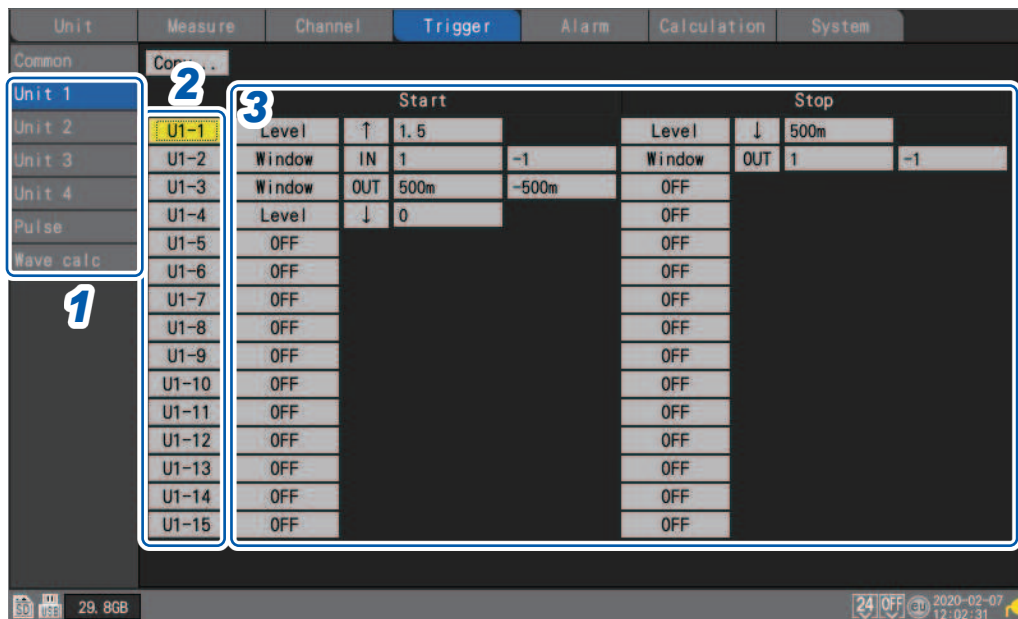 Unit Measure Channel Trigger Alarm Calculation System
Common
Unit 1
Unit 2
Unit 3
Unit 4
Pulse
Wave calc
1
2
3
Start Stop
U1-1 Level ↑ 1.5 Level ↓ 500m
U1-2 Window IN 1 -1 Window OUT 1 -1
U1-3 Window OUT 500m -500m OFF
U1-4 Level ↓ 0 OFF
U1-5 OFF OFF
U1-6 OFF OFF
U1-7 OFF OFF
U1-8 OFF OFF
U1-9 OFF OFF
U1-10 OFF OFF
U1-11 OFF OFF
U1-12 OFF OFF
U1-13 OFF OFF
U1-14 OFF OFF
U1-15 OFF OFF
SD USB 29.8GB 24 OFF 2020-02-07
12:02:31